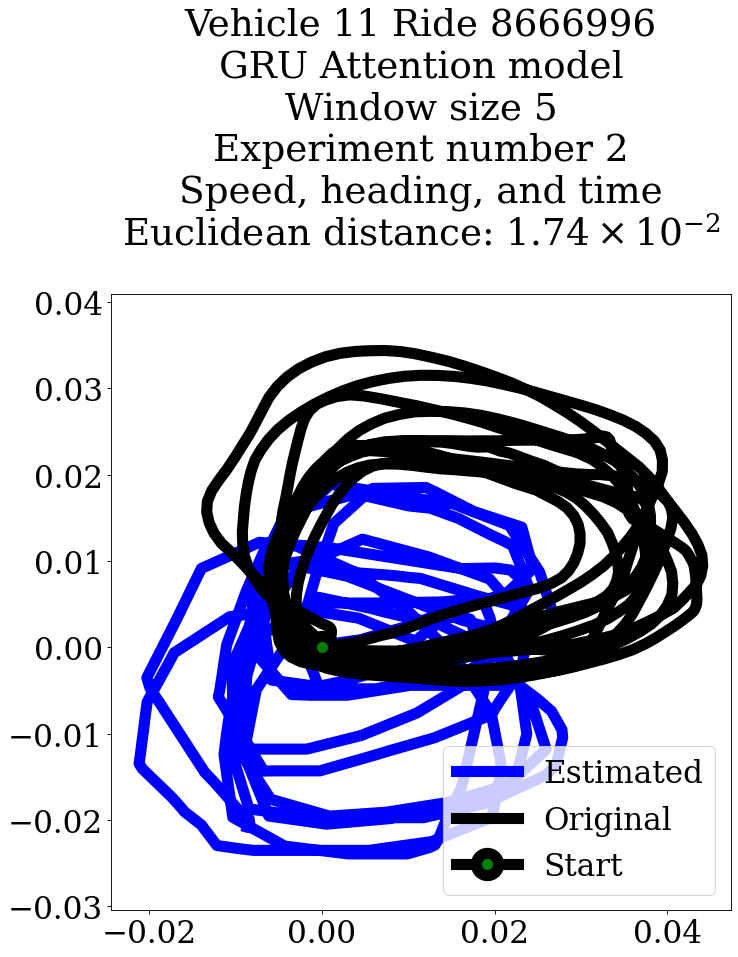 Vehicle 11 Ride 8666996
GRU Attention model
Window size 5
Experiment number 2
Speed, heading, and time
Euclidean distance: 1.74 × 10⁻²
0.04
0.03
0.02
0.01
0.00
−0.01
−0.02
−0.03
−0.02
0.00
0.02
0.04
Estimated
Original
Start